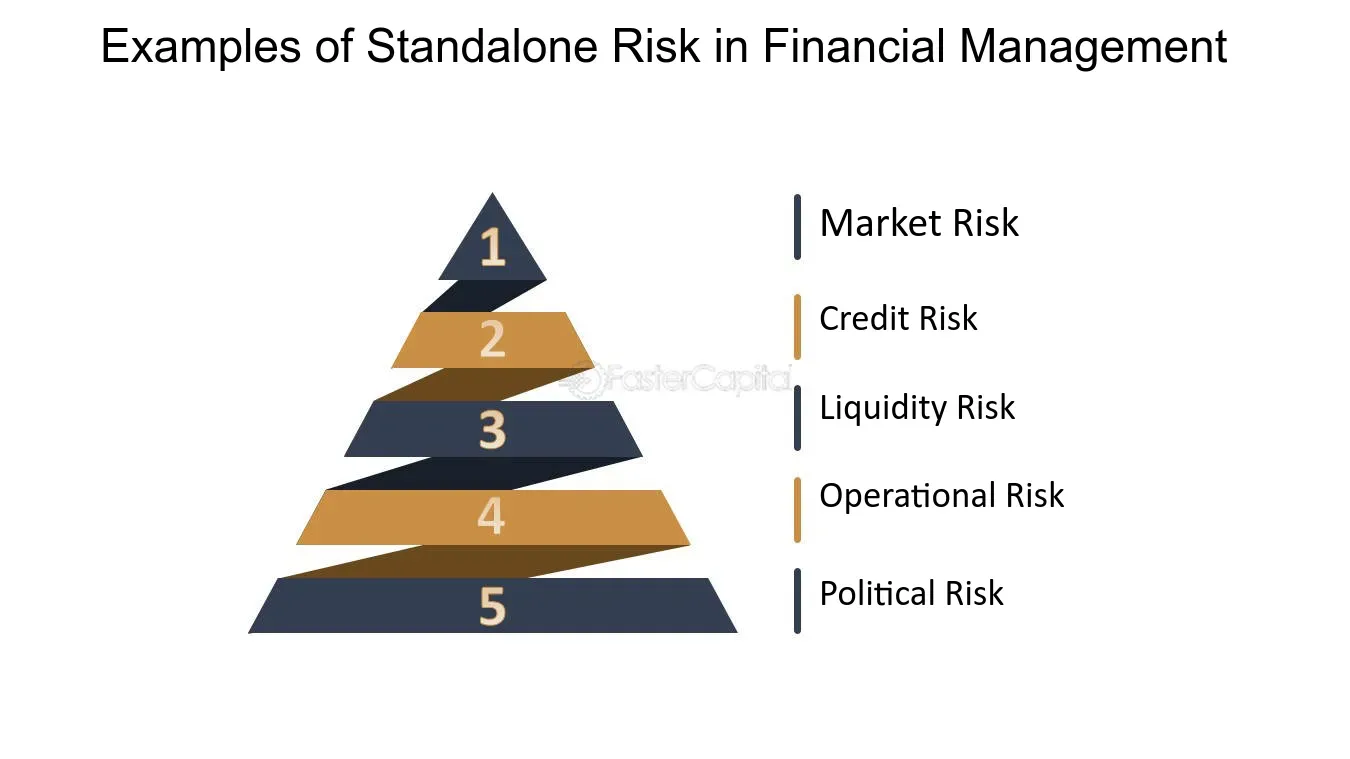 Examples of Standalone Risk in Financial Management
1
Market Risk
2
Credit Risk
FasterCapital
3
Liquidity Risk
4
Operational Risk
5
Political Risk